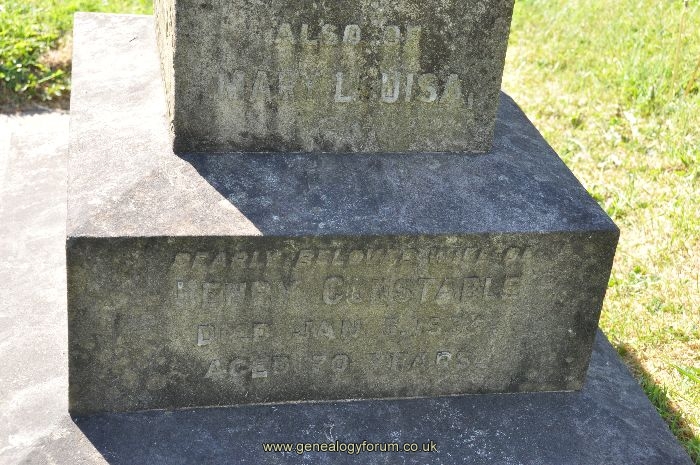 ALSO OF
MARY LOUISA
DEARLY BELOVED WIFE OF
HENRY CONSTABLE
DIED JAN
AGED 70 YEARS.
www.genealogyforum.co.uk